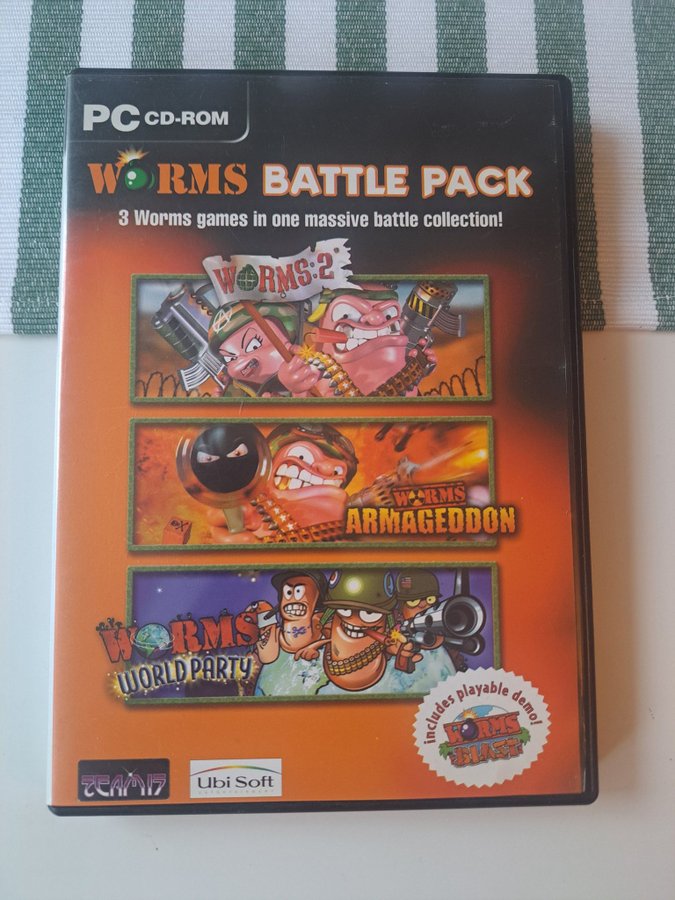 PC CD-ROM
WORMS BATTLE PACK
3 Worms games in one massive battle collection!
WORMS:2
WORMS
ARMAGEDDON
WORMS
WORLD PARTY
includes playable demo!
WORMS
BLAST
TEAM17
Ubi Soft
ENTERTAINMENT